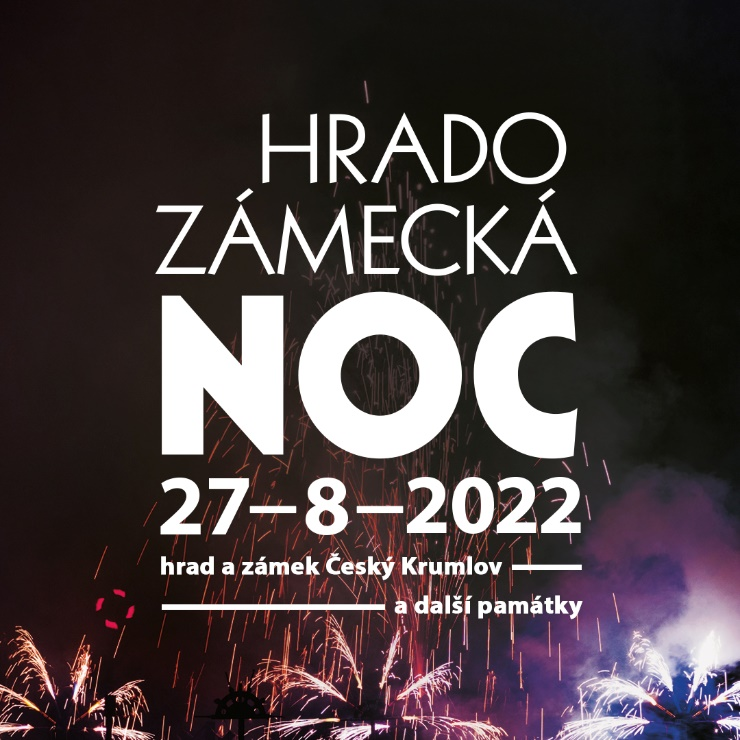 HRADO
ZÁMECKÁ
NOC
27–8–2022
hrad a zámek Český Krumlov
a další památky